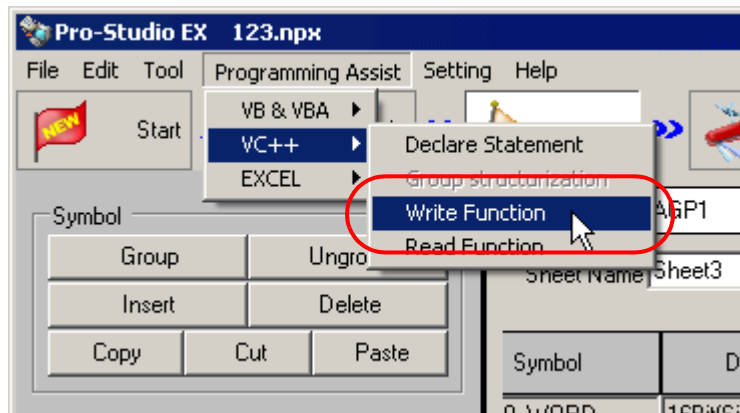 Pro-Studio EX 123.npx
File Edit Tool Programming Assist Setting Help
NEW Start
VB & VBA
VC++
EXCEL
Declare Statement
Group structurization
Write Function
Read Function
AGP1
Sheet Name Sheet3
Symbol
Group Ungro
Insert Delete
Copy Cut Paste
Symbol D